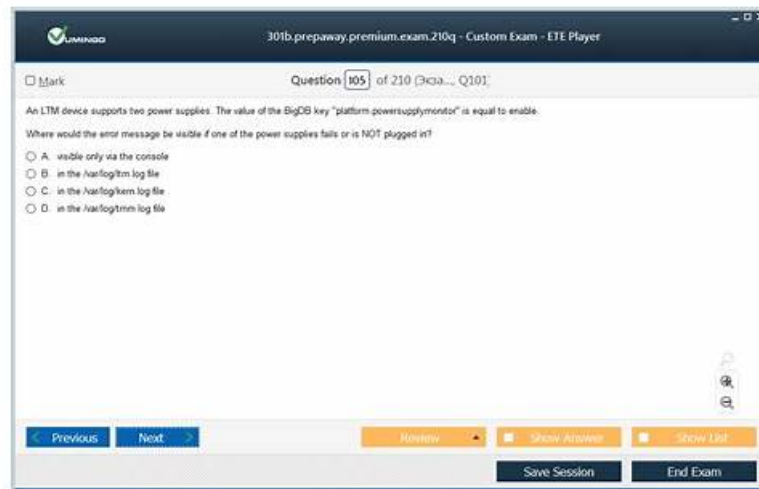 VUMINGO
301b.prepaway.premium.exam.210q - Custom Exam - ETE Player
Mark
Question 105 of 210 (Экза..., Q101)
An LTM device supports two power supplies. The value of the BigDB key "platform.powersupplymonitor" is equal to enable.
Where would the error message be visible if one of the power supplies fails or is NOT plugged in?
A. visible only via the console
B. in the /var/log/ltm log file
C. in the /var/log/kern log file
D. in the /var/log/tmm log file
Previous
Next
Review
Show Answer
Show List
Save Session
End Exam